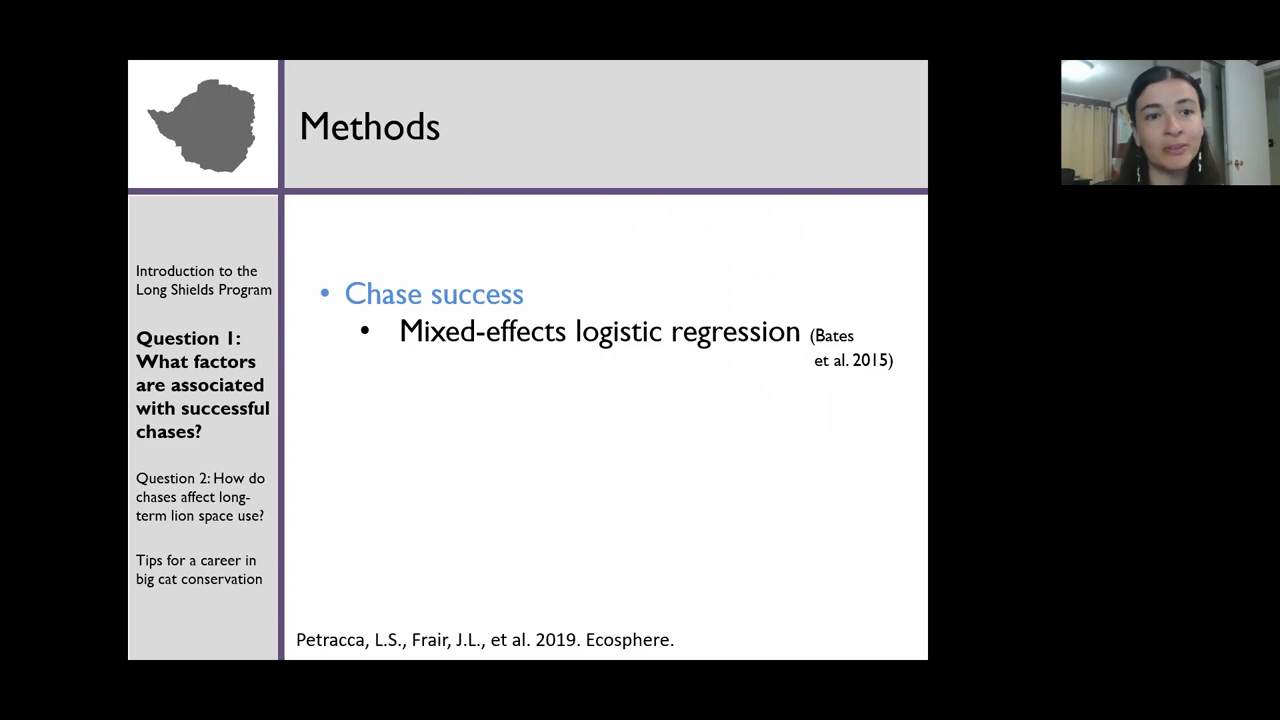 Methods
Introduction to the
Long Shields Program
Question 1:
What factors
are associated
with successful
chases?
Question 2: How do
chases affect long-
term lion space use?
Tips for a career in
big cat conservation
• Chase success
• Mixed-effects logistic regression (Bates
et al. 2015)
Petracca, L.S., Frair, J.L., et al. 2019. Ecosphere.